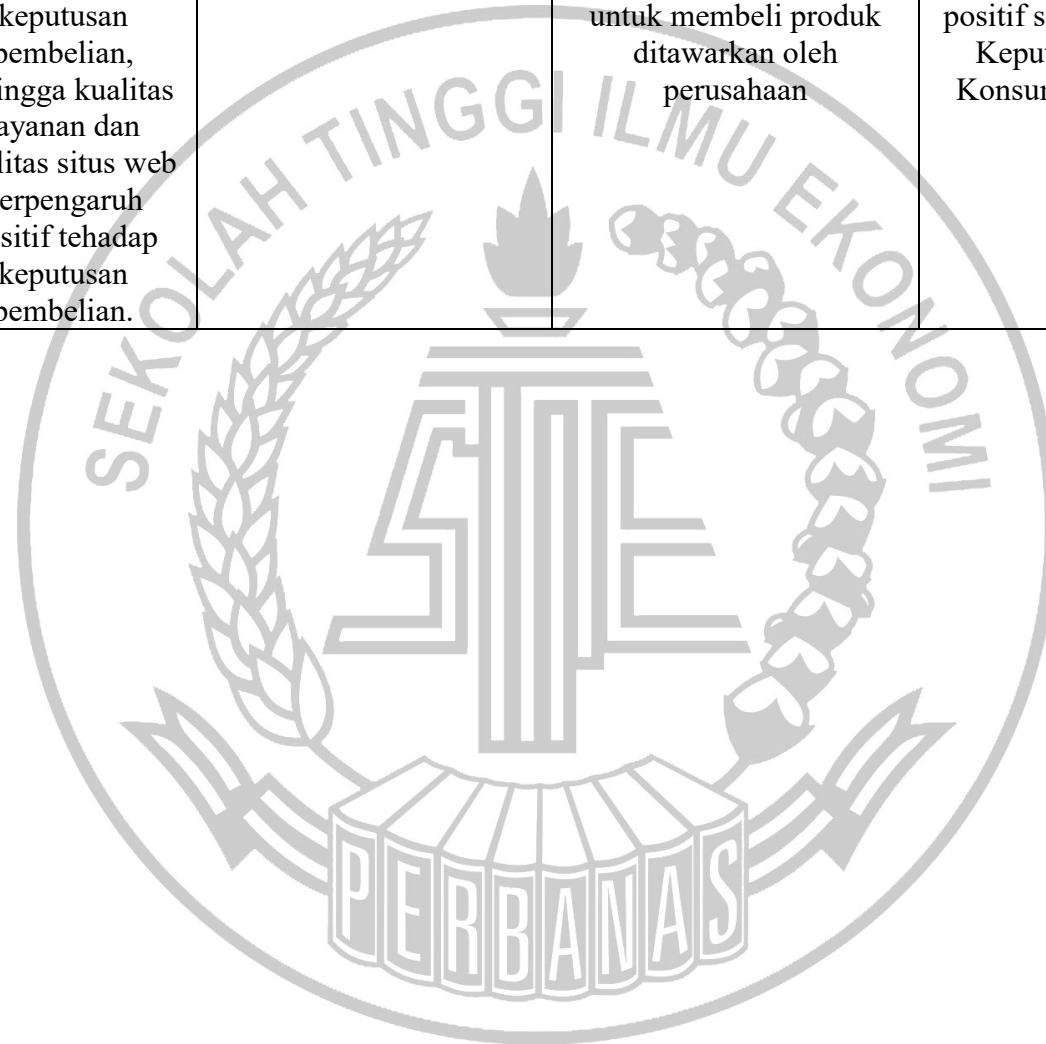 keputusan
pembelian,
ingga kualitas
ayanan dan
litas situs web
erpengaruh
sitif tehadap
keputusan
pembelian.
untuk membeli produk
ditawarkan oleh
perusahaan
positif s
Keput
Konsur
SEKOLAH TINGGI ILMU EKONOMI
STIE
PERBANAS